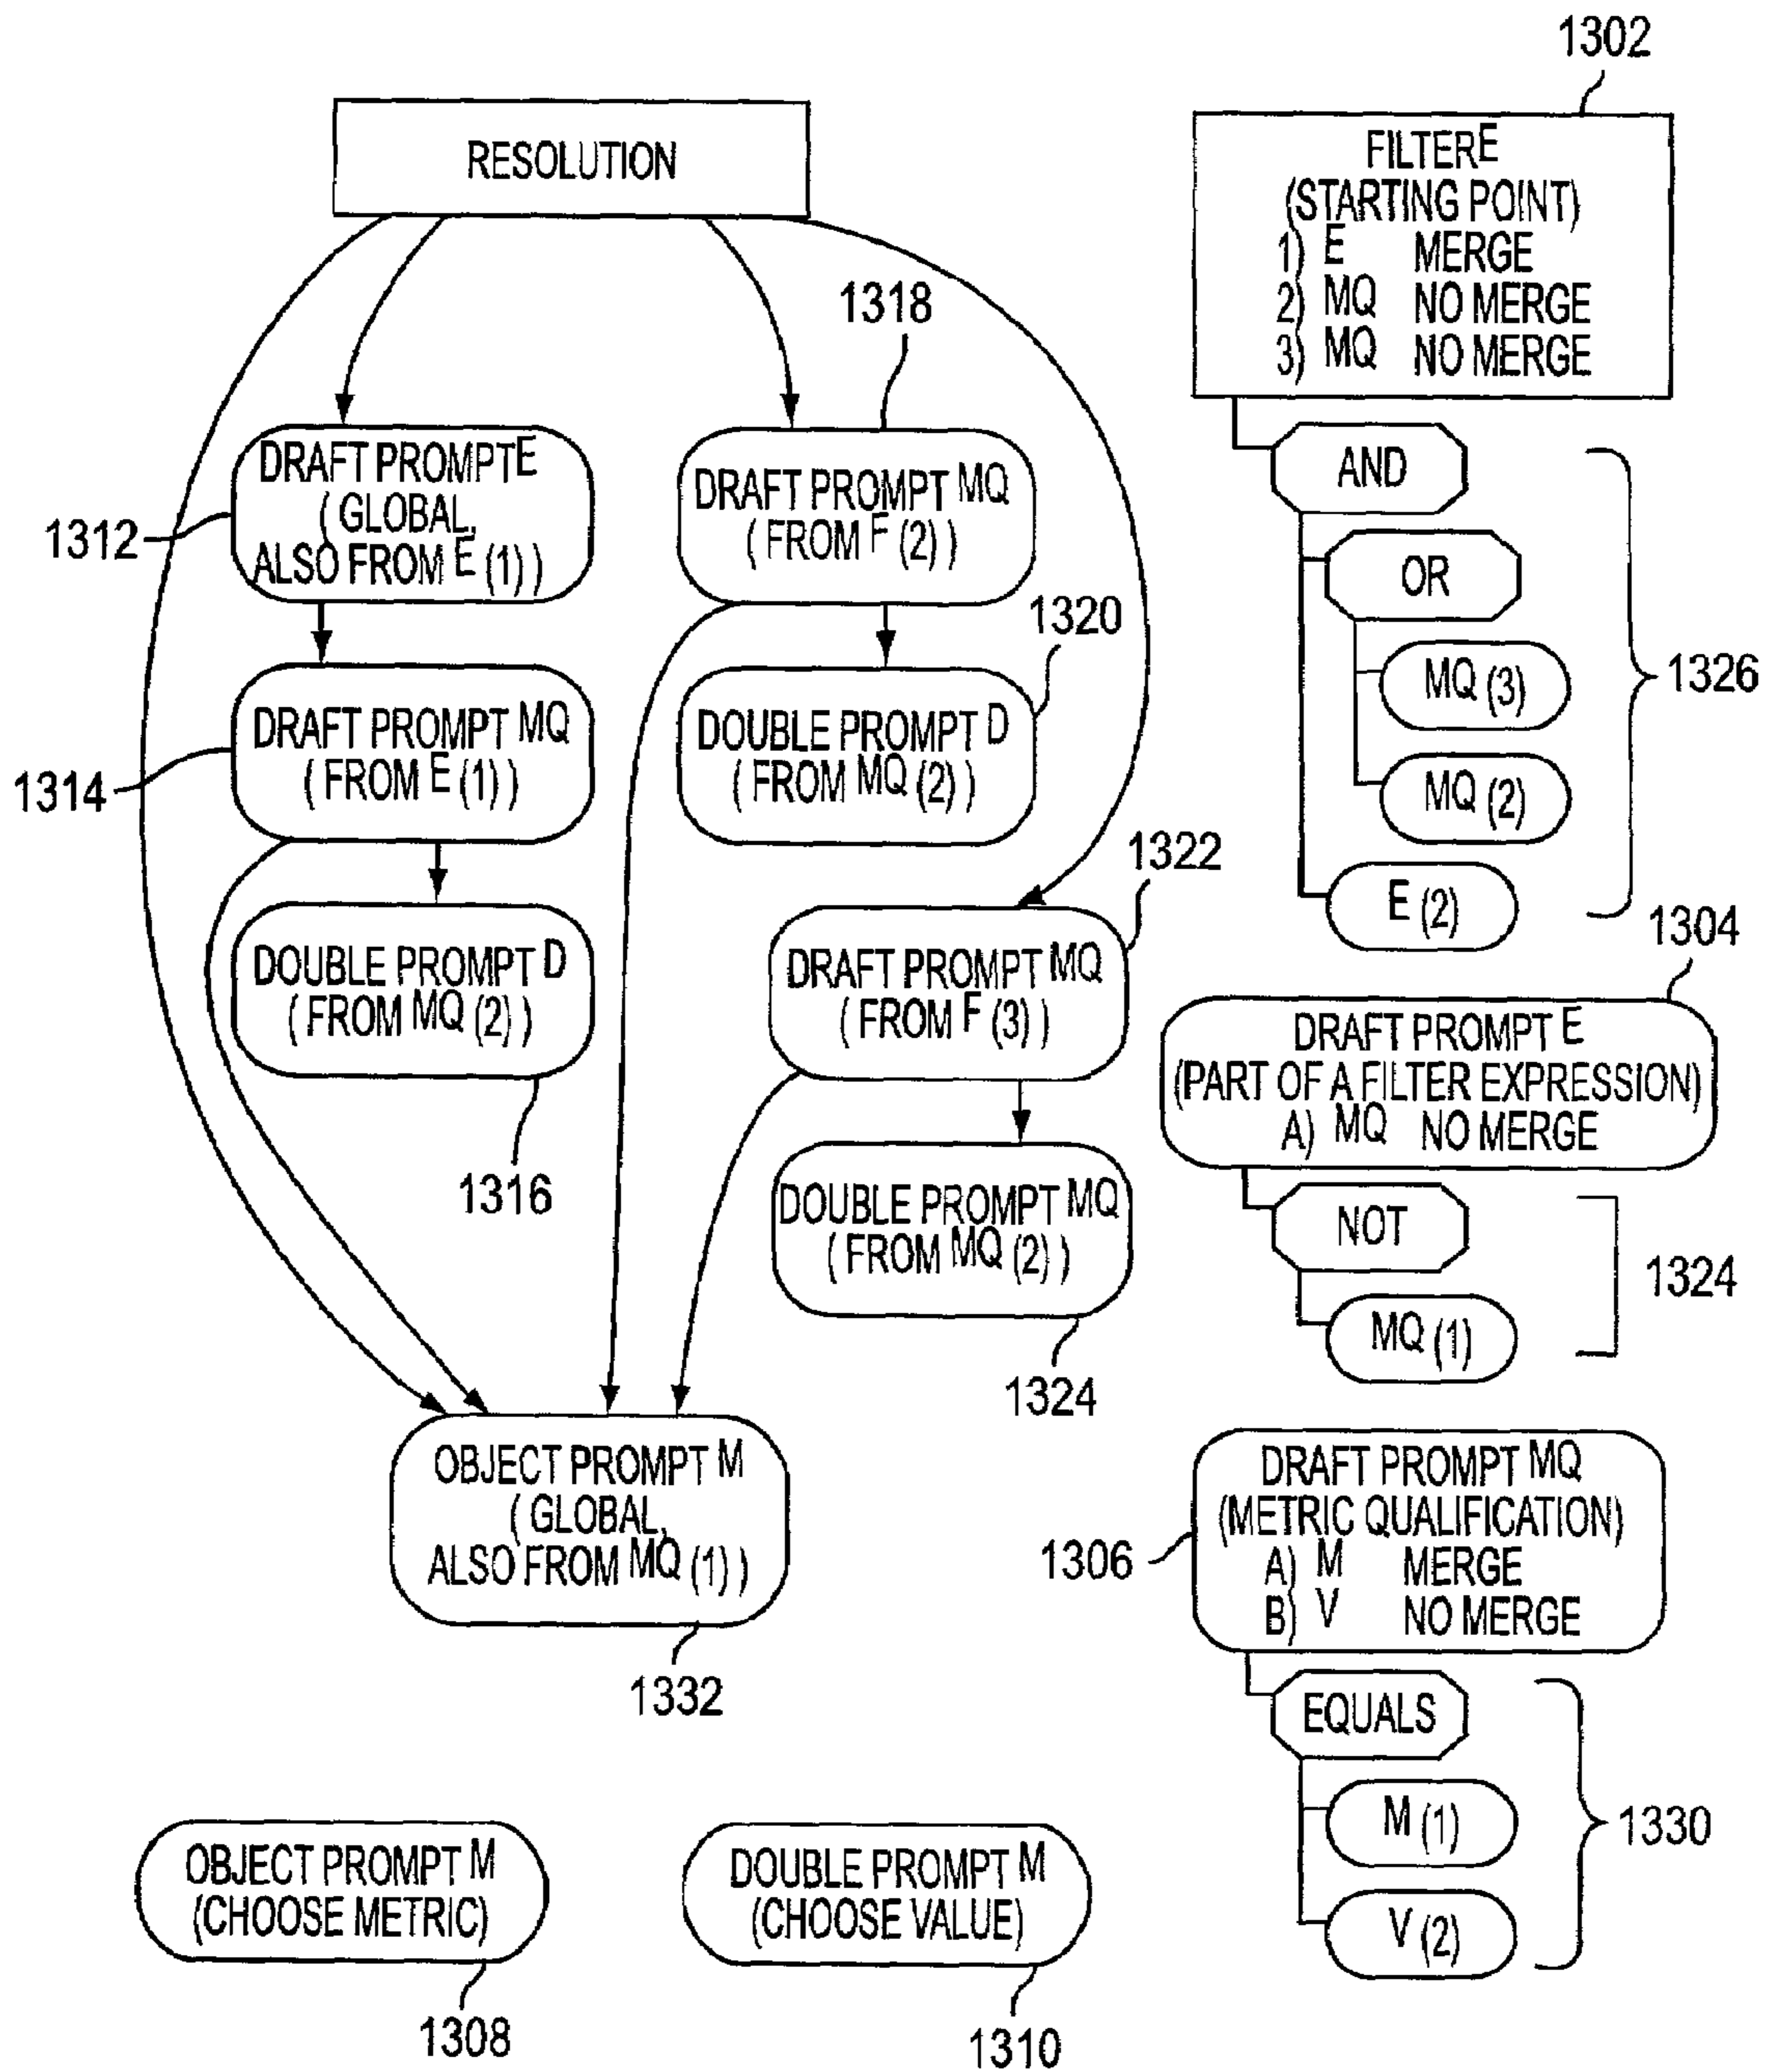 1302
RESOLUTION
FILTER E
(STARTING POINT)
1) E MERGE
2) MQ NO MERGE
3) MQ NO MERGE
1318
DRAFT PROMPT E
( GLOBAL,
ALSO FROM E (1) )
1312
DRAFT PROMPT MQ
( FROM F (2) )
AND
OR
MQ (3)
MQ (2)
E (2)
1326
1320
DRAFT PROMPT MQ
( FROM E (1) )
1314
DOUBLE PROMPT D
( FROM MQ (2) )
1322
DOUBLE PROMPT D
( FROM MQ (2) )
1316
DRAFT PROMPT MQ
( FROM F (3) )
1304
DRAFT PROMPT E
(PART OF A FILTER EXPRESSION)
A) MQ NO MERGE
NOT
MQ (1)
1324
DOUBLE PROMPT MQ
( FROM MQ (2) )
1324
OBJECT PROMPT M
( GLOBAL,
ALSO FROM MQ (1) )
1332
DRAFT PROMPT MQ
(METRIC QUALIFICATION)
A) M MERGE
B) V NO MERGE
1306
EQUALS
M (1)
V (2)
1330
OBJECT PROMPT M
(CHOOSE METRIC)
1308
DOUBLE PROMPT M
(CHOOSE VALUE)
1310